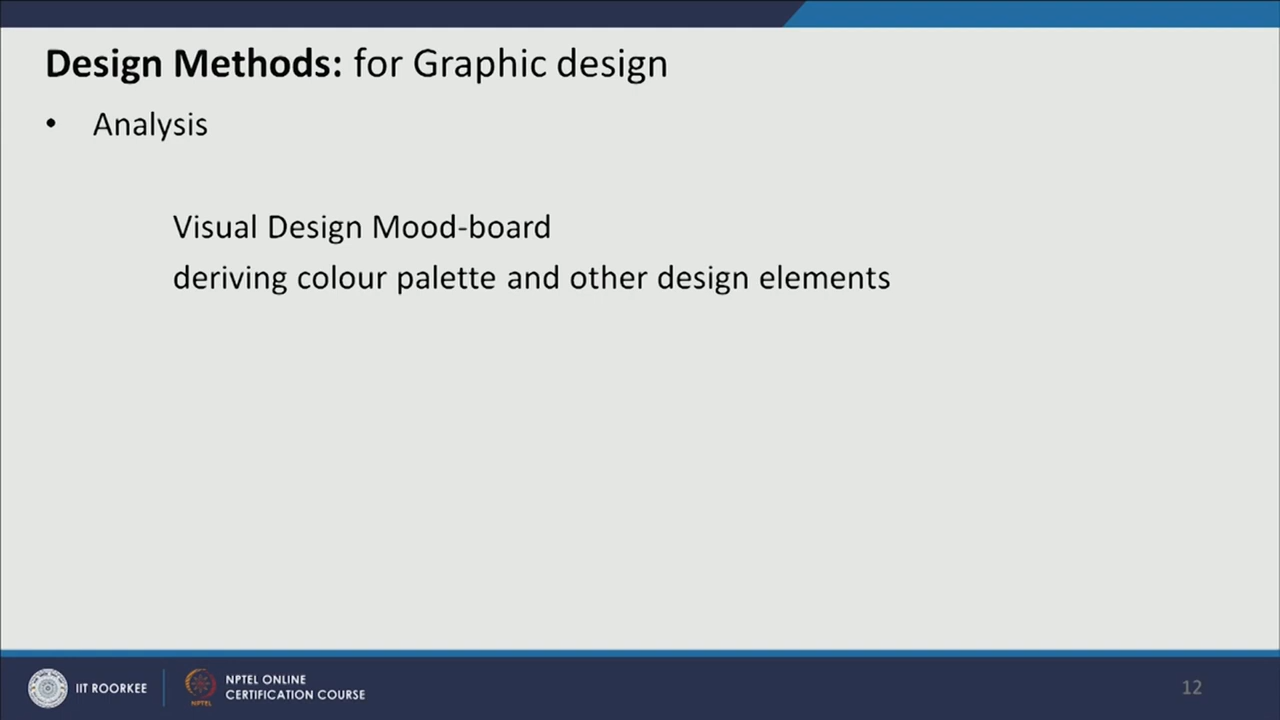 Design Methods: for Graphic design
• Analysis
Visual Design Mood-board
deriving colour palette and other design elements
IIT ROORKEE
NPTEL
NPTEL ONLINE
CERTIFICATION COURSE
12